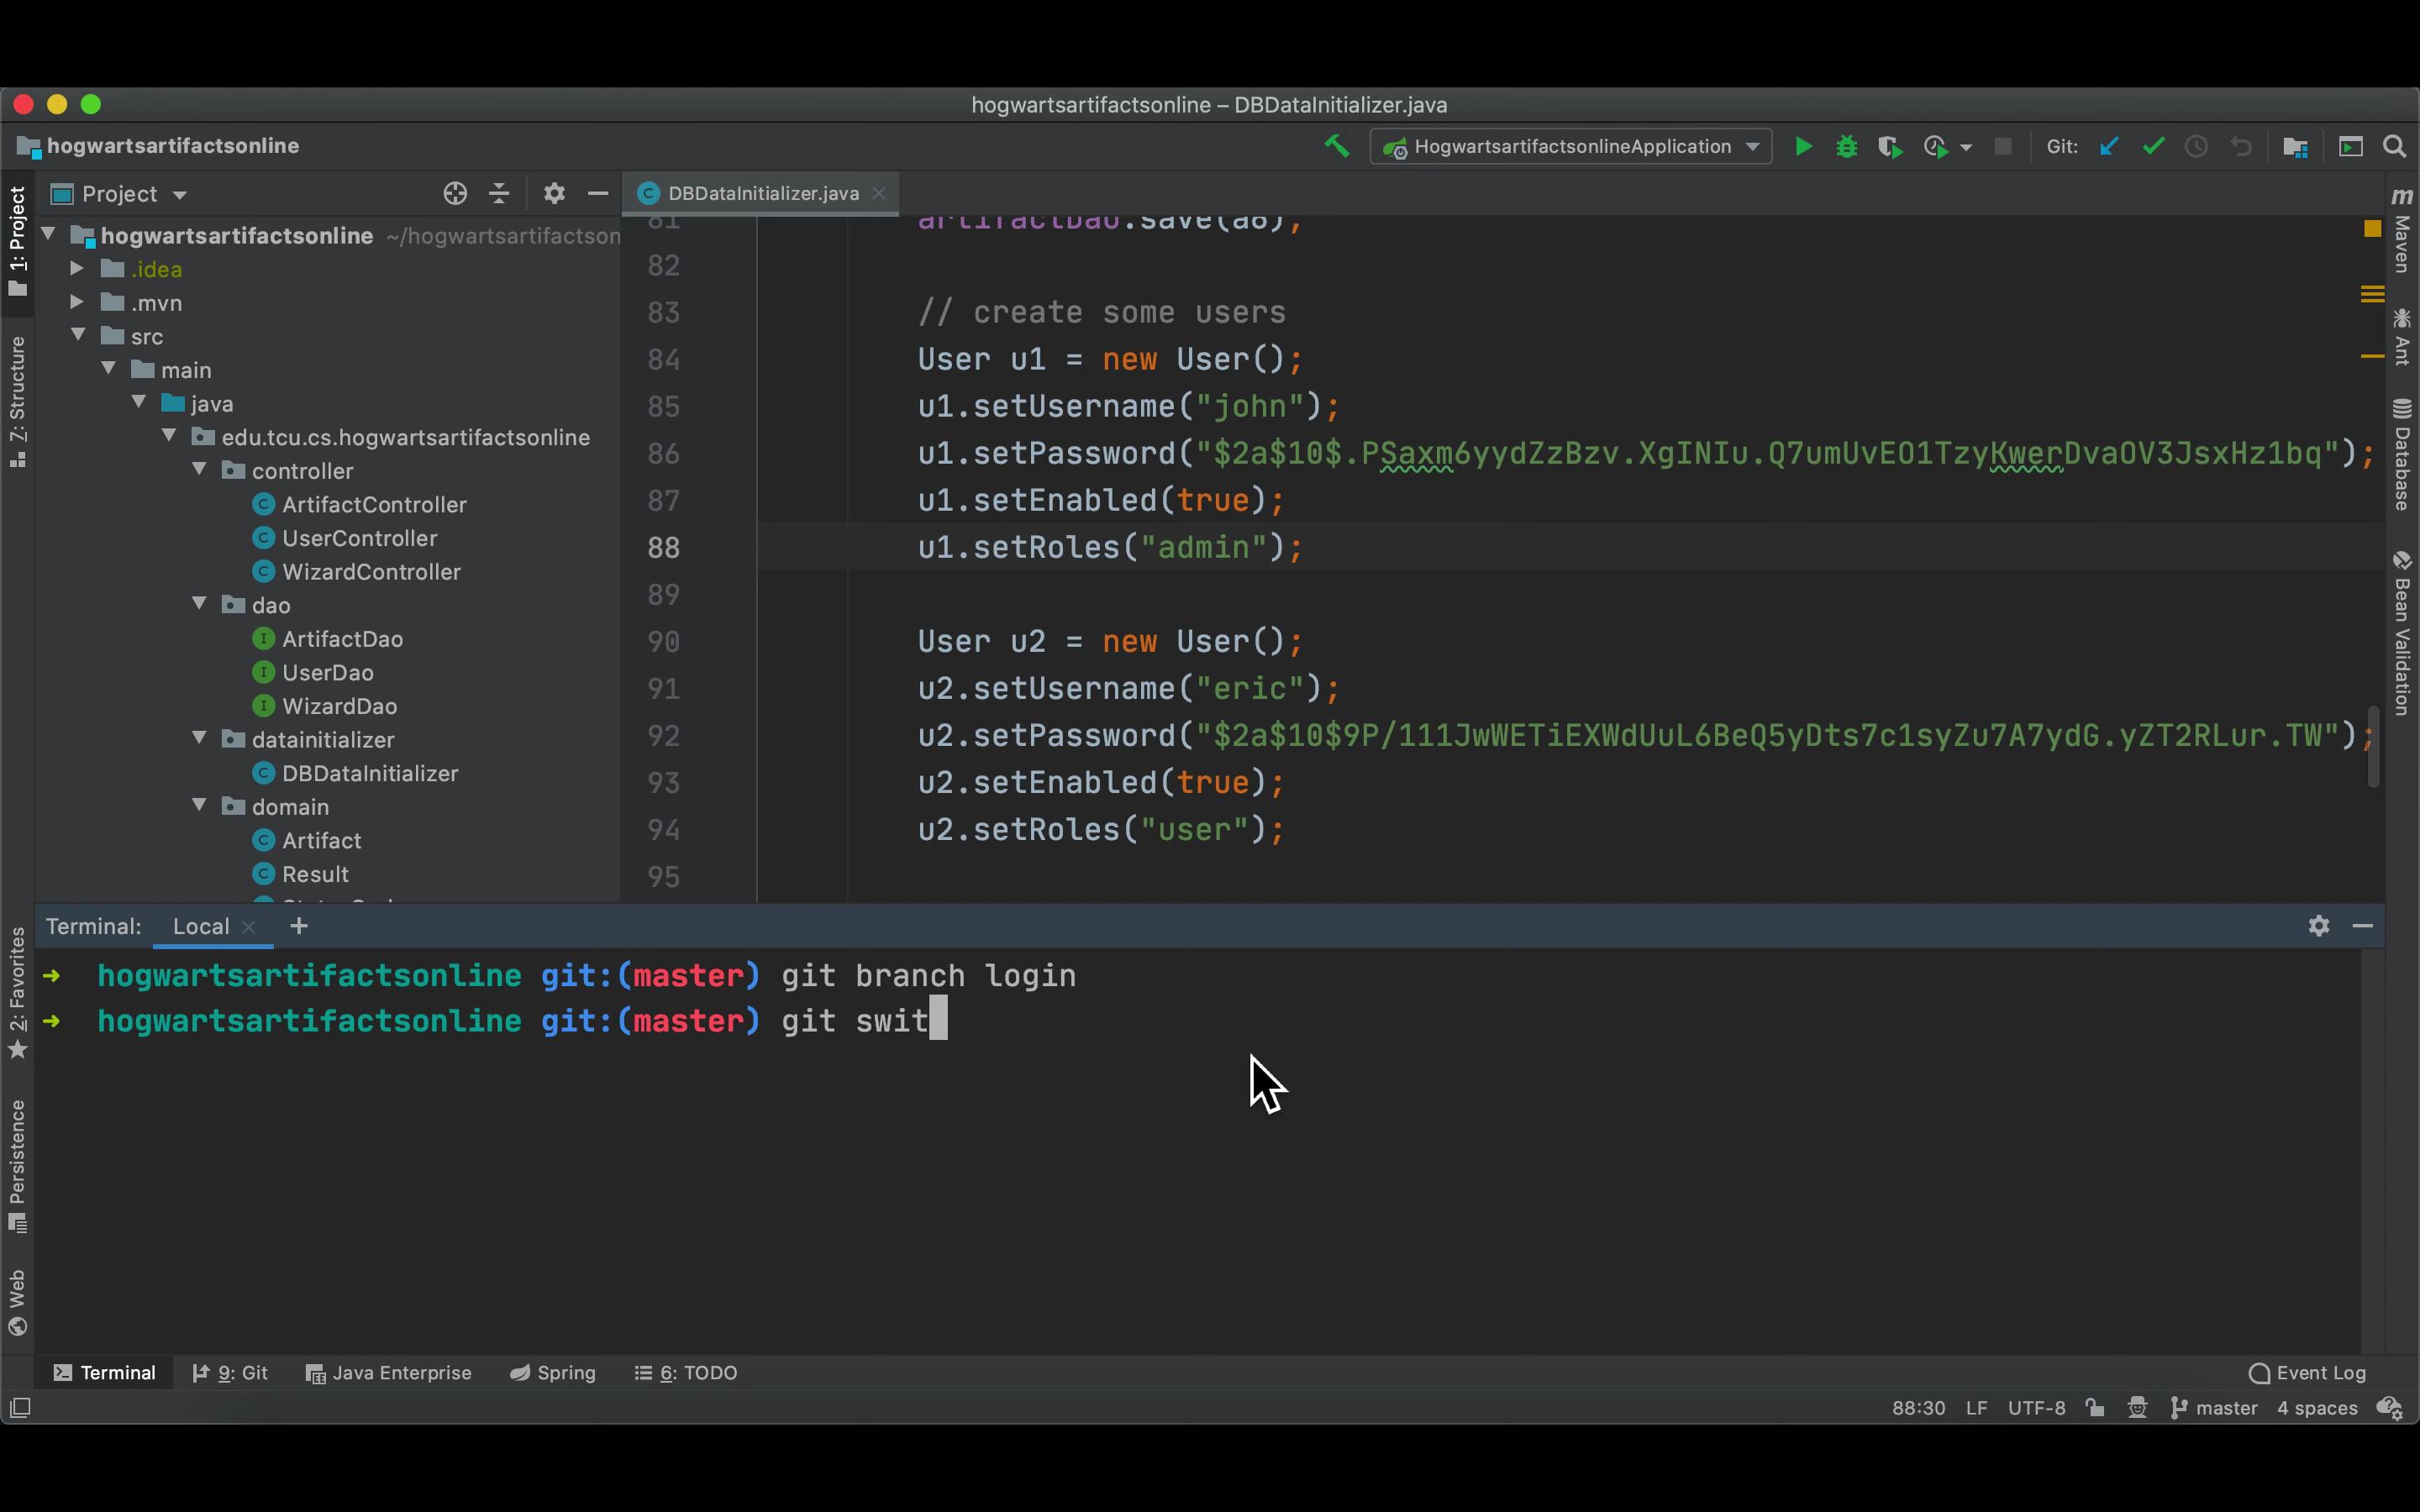 hogwartsartifactsonline – DBDataInitializer.java
hogwartsartifactsonline
HogwartsartifactsonlineApplication
Git:
1: Project
Z: Structure
2: Favorites
Persistence
Web
Project
hogwartsartifactsonline ~/hogwartsartifactson
.idea
.mvn
src
main
java
edu.tcu.cs.hogwartsartifactsonline
controller
ArtifactController
UserController
WizardController
dao
ArtifactDao
UserDao
WizardDao
datainitializer
DBDataInitializer
domain
Artifact
Result
DBDataInitializer.java
81 artifactDao.save(a6);
82
83 // create some users
84 User u1 = new User();
85 u1.setUsername("john");
86 u1.setPassword("$2a$10$.PSaxm6yydZzBzv.XgINIu.Q7umUvEO1TzyKwerDvaOV3JsxHz1bq");
87 u1.setEnabled(true);
88 u1.setRoles("admin");
89
90 User u2 = new User();
91 u2.setUsername("eric");
92 u2.setPassword("$2a$10$9P/111JwWETiEXWdUuL6BeQ5yDts7c1syZu7A7ydG.yZT2RLur.TW");
93 u2.setEnabled(true);
94 u2.setRoles("user");
95
m Maven
Ant
Database
Bean Validation
Terminal: Local +
→ hogwartsartifactsonline git:(master) git branch login
→ hogwartsartifactsonline git:(master) git swit
Terminal 9: Git Java Enterprise Spring 6: TODO Event Log
88:30 LF UTF-8 master 4 spaces